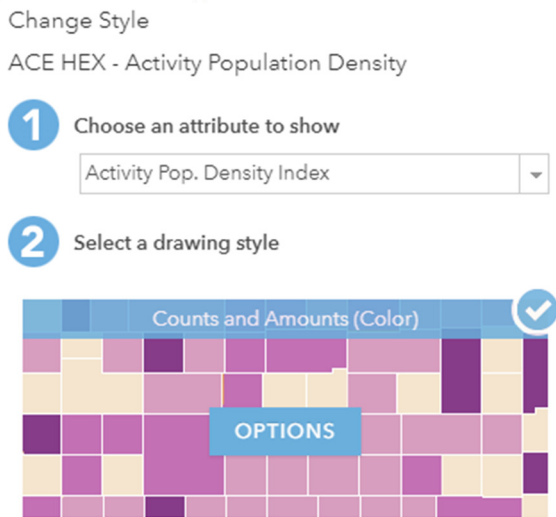 Change Style
ACE HEX - Activity Population Density
1 Choose an attribute to show
Activity Pop. Density Index
2 Select a drawing style
Counts and Amounts (Color)
OPTIONS